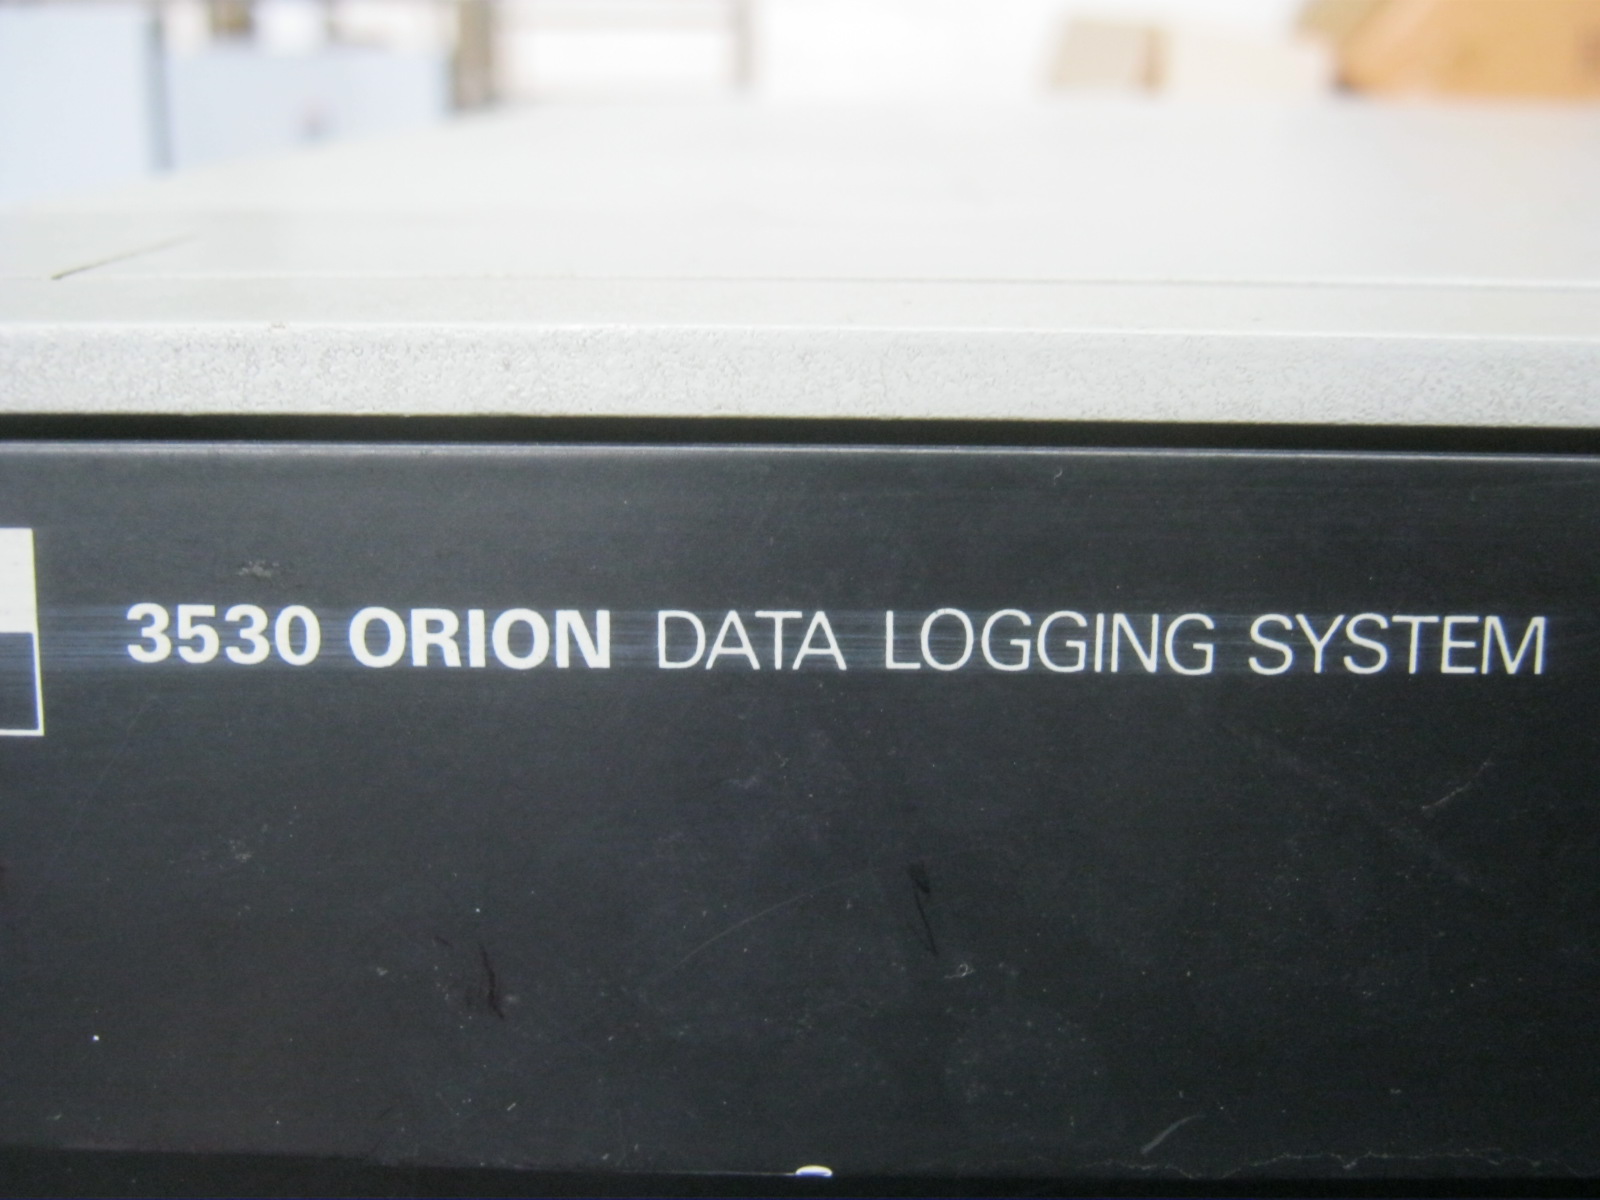 3530 ORION DATA LOGGING SYSTEM